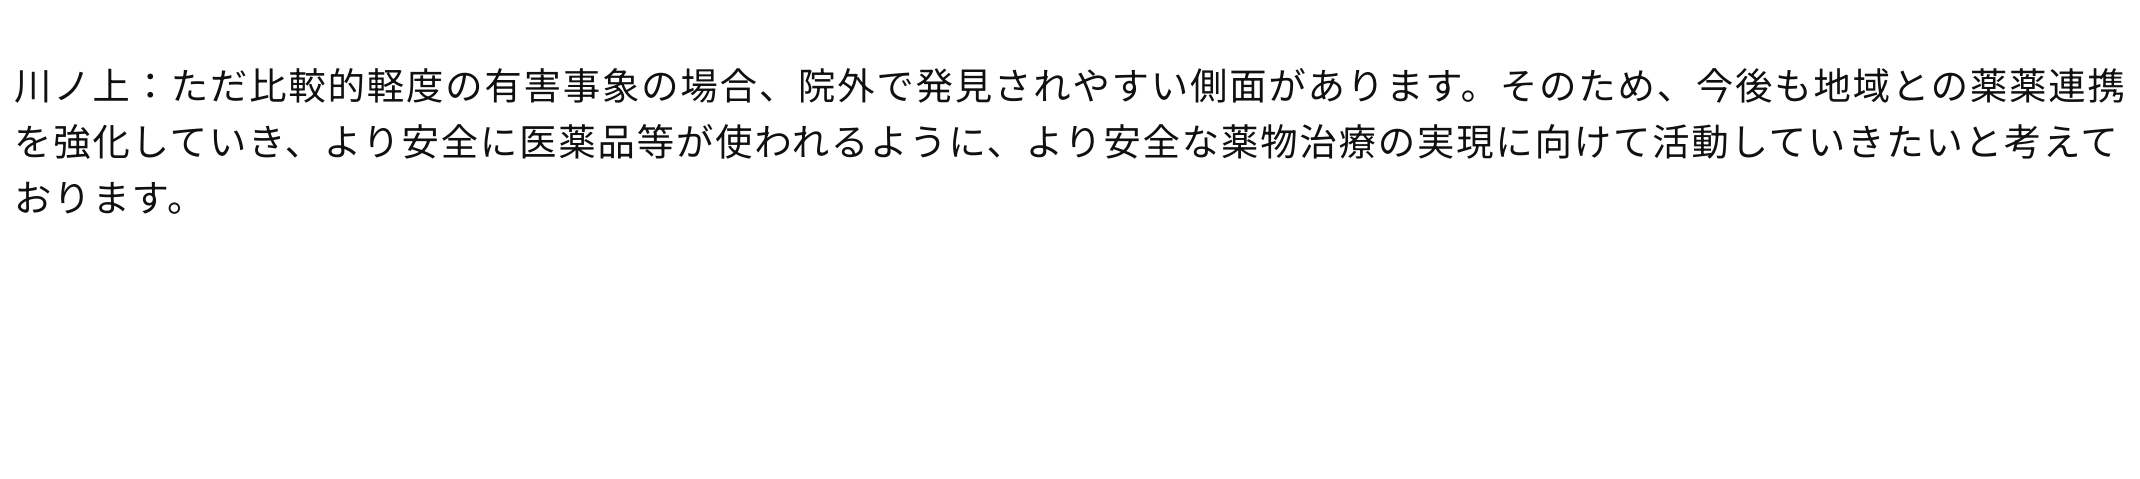 川ノ上：ただ比較的軽度の有害事象の場合、院外で発見されやすい側面があります。そのため、今後も地域との薬薬連携
を強化していき、より安全に医薬品等が使われるように、より安全な薬物治療の実現に向けて活動していきたいと考えて
おります。